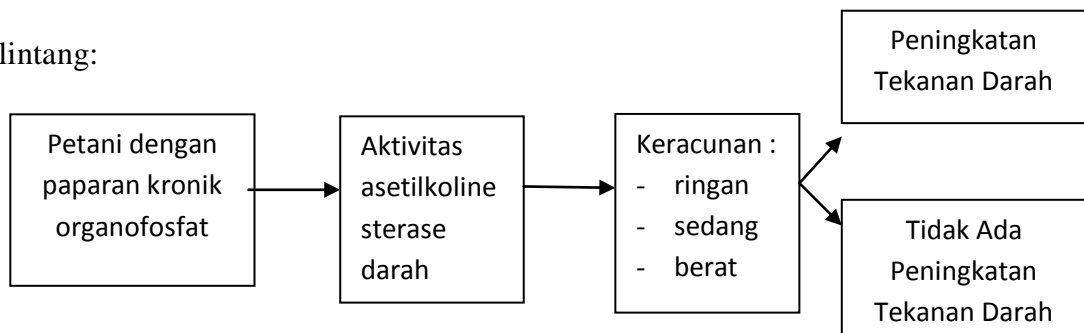 lintang:
Petani dengan
paparan kronik
organofosfat
Aktivitas
asetilkoline
sterase
darah
Keracunan :
- ringan
- sedang
- berat
Peningkatan
Tekanan Darah
Tidak Ada
Peningkatan
Tekanan Darah